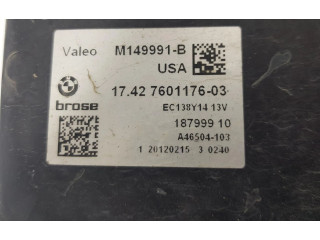 Valeo M149991-B
USA
17.42 7601176-03
brose
EC138Y14 13V
187999 10
A46504-103
1 20120215 3 0240